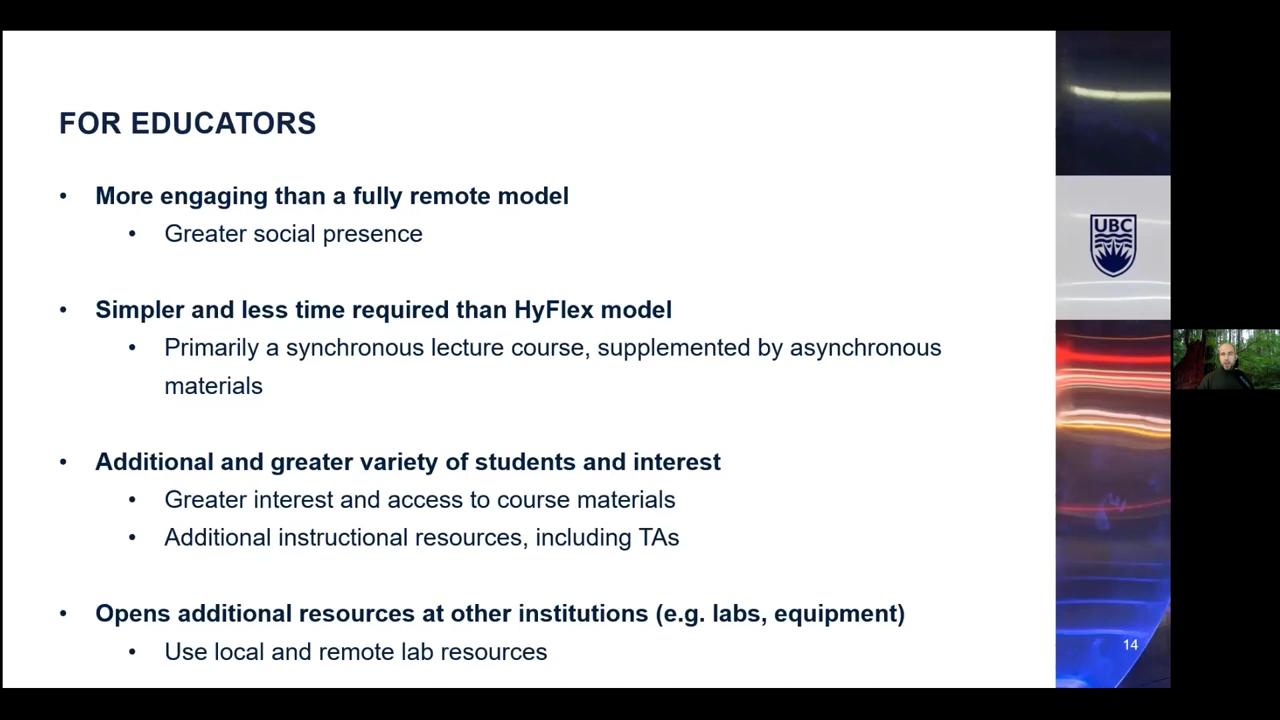 FOR EDUCATORS
• More engaging than a fully remote model
• Greater social presence
• Simpler and less time required than HyFlex model
• Primarily a synchronous lecture course, supplemented by asynchronous
materials
• Additional and greater variety of students and interest
• Greater interest and access to course materials
• Additional instructional resources, including TAs
• Opens additional resources at other institutions (e.g. labs, equipment)
• Use local and remote lab resources
UBC
14